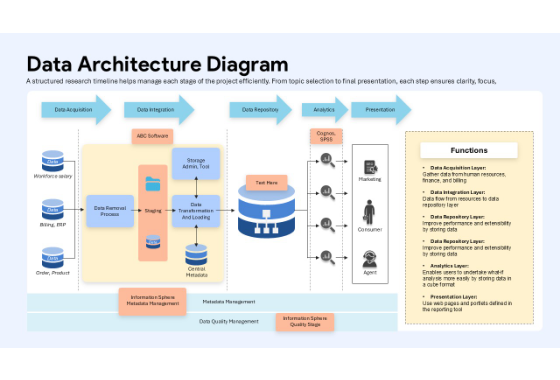 Data Architecture Diagram
A structured research timeline helps manage each stage of the project efficiently. From topic selection to final presentation, each step ensures clarity, focus,
Data Acquisition
Data Integration
Data Repository
Analytics
Presentation
ABC Software
Cognos,
SPSS
Data
Workforce salary
Data
Billing, ERP
Data
Order, Product
Data Removal
Process
Staging
Storage
Admin, Tool
Data
Transformation
And Loading
Central
Metadata
Text Here
Marketing
Consumer
Agent
Information Sphere
Metadata Management
Metadata Management
Data Quality Management
Information Sphere
Quality Stage
Functions
• Data Acquisition Layer:
Gather data from human resources,
finance, and billing
• Data Integration Layer:
Data flow from resources to data
repository layer
• Data Repository Layer:
Improve performance and extensibility
by storing data
• Data Repository Layer:
Improve performance and extensibility
by storing data
• Analytics Layer:
Enables users to undertake what-if
analysis more easily by storing data in
a cube format
• Presentation Layer:
Use web pages and portlets defined in
the reporting tool